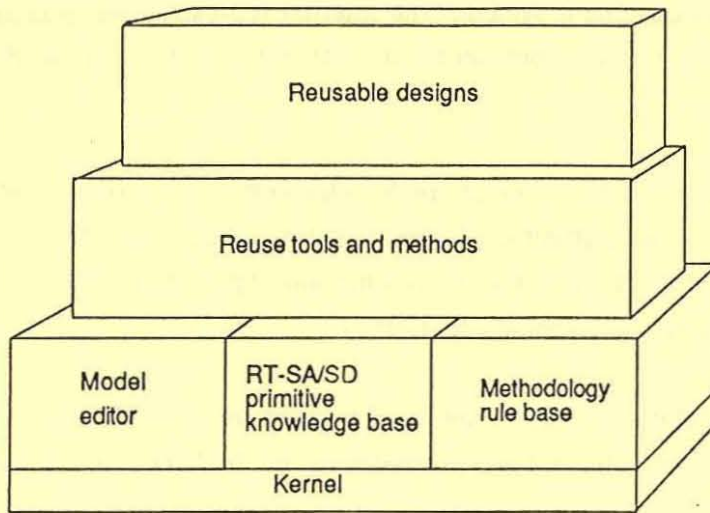 Reusable designs
Reuse tools and methods
Model
editor
RT-SA/SD
primitive
knowledge base
Methodology
rule base
Kernel